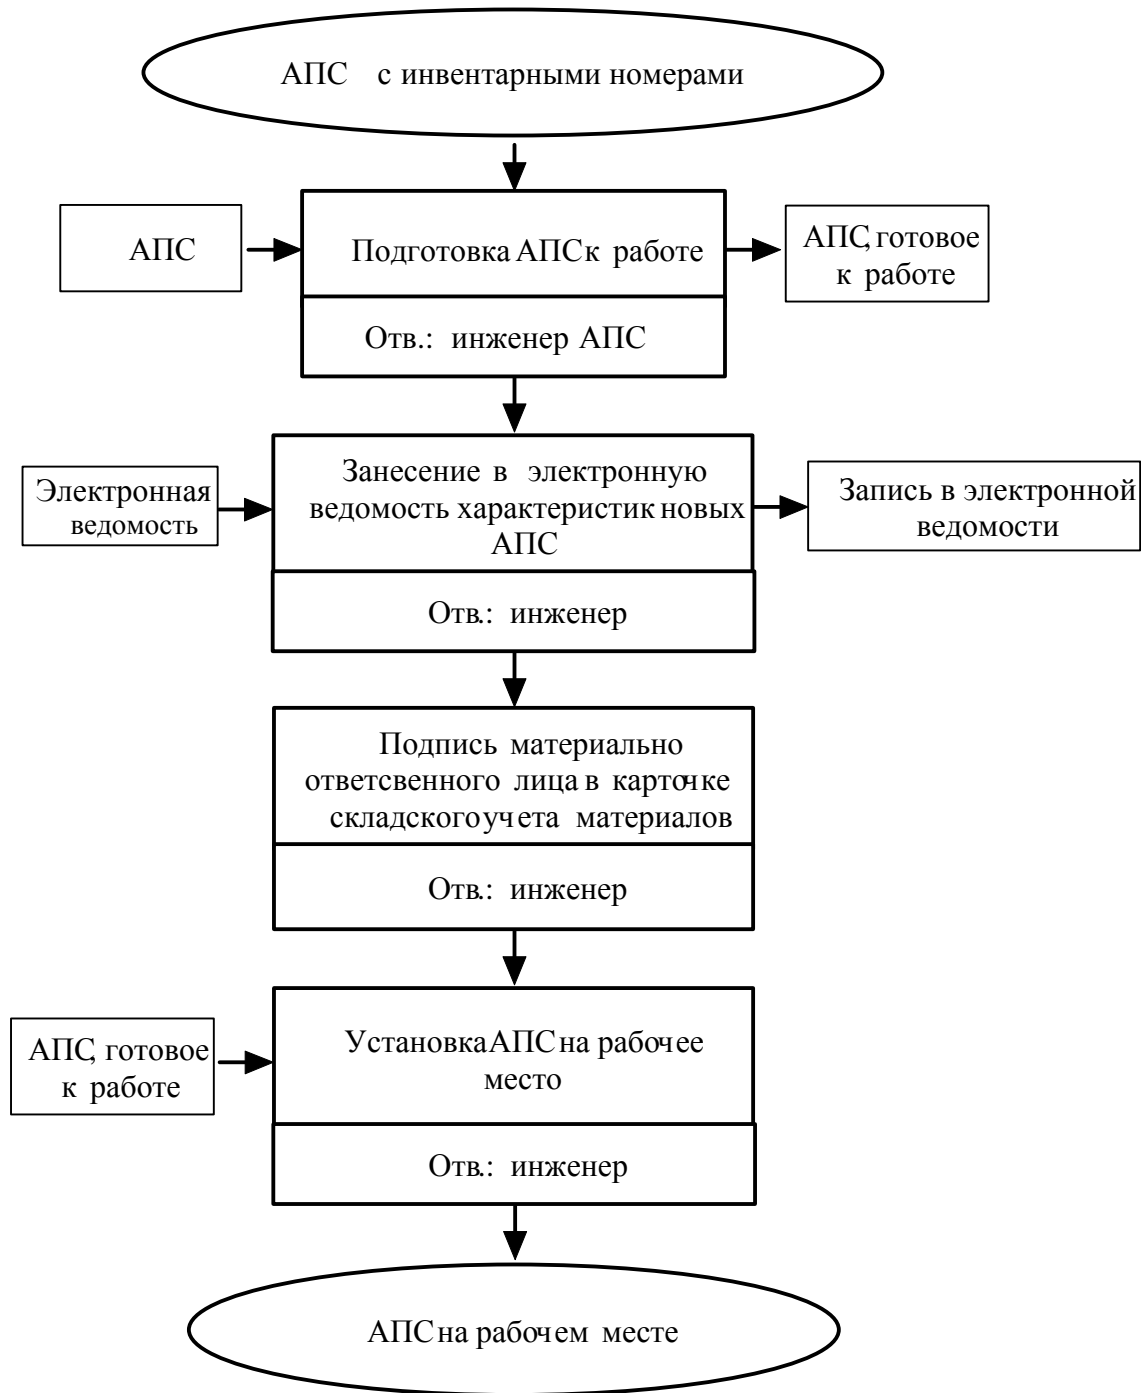 АПС с инвентарными номерами
АПС
Подготовка АПС к работе
АПС, готовое
к работе
Отв.: инженер АПС
Электронная
ведомость
Занесение в электронную
ведомость характеристик новых
АПС
Запись в электронной
ведомости
Отв.: инженер
Подпись материально
ответсвенного лица в карточке
складского учета материалов
Отв.: инженер
АПС, готовое
к работе
Установка АПС на рабочее
место
Отв.: инженер
АПС на рабочем месте